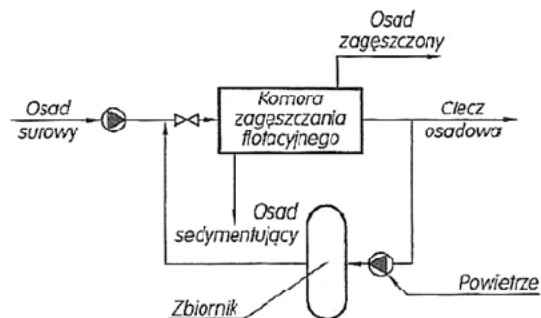 Osad
zagęszczony
Osad
surowy
Komora
zagęszczania
flotacyjnego
Ciecz
osadowa
Osad
sedymentujący
Zbiornik
Powietrze